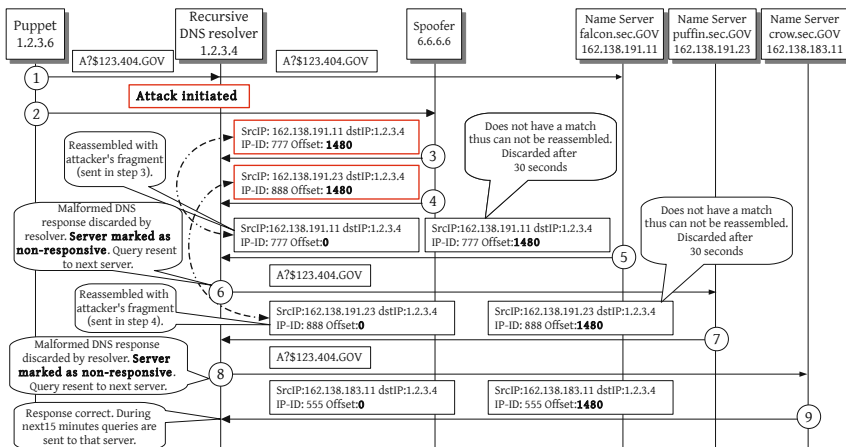 Puppet
1.2.3.6
Recursive
DNS resolver
1.2.3.4
Spoofer
6.6.6.6
Name Server
falcon.sec.GOV
162.138.191.11
Name Server
puffin.sec.GOV
162.138.191.23
Name Server
crow.sec.GOV
162.138.183.11
A?$123.404.GOV
A?$123.404.GOV
1
Attack initiated
2
SrcIP: 162.138.191.11 dstIP:1.2.3.4
IP-ID: 777 Offset: 1480
3
Reassembled with
attacker's fragment
(sent in step 3).
Does not have a match
thus can not be reassembled.
Discarded after
30 seconds
SrcIP: 162.138.191.23 dstIP:1.2.3.4
IP-ID: 888 Offset: 1480
4
Malformed DNS
response discarded by
resolver. Server marked as
non-responsive. Query resent
to next server.
SrcIP:162.138.191.11 dstIP:1.2.3.4
IP-ID: 777 Offset:0
SrcIP:162.138.191.11 dstIP:1.2.3.4
IP-ID: 777 Offset:1480
5
Does not have a match
thus can not be reassembled.
Discarded after
30 seconds
A?$123.404.GOV
6
Reassembled with
attacker's fragment
(sent in step 4).
SrcIP:162.138.191.23 dstIP:1.2.3.4
IP-ID: 888 Offset:0
SrcIP:162.138.191.23 dstIP:1.2.3.4
IP-ID: 888 Offset:1480
7
Malformed DNS response
discarded by resolver. Server
marked as non-responsive.
Query resent to next server.
A?$123.404.GOV
8
SrcIP:162.138.183.11 dstIP:1.2.3.4
IP-ID: 555 Offset:0
SrcIP:162.138.183.11 dstIP:1.2.3.4
IP-ID: 555 Offset:1480
9
Response correct. During
next15 minutes queries are
sent to that server.